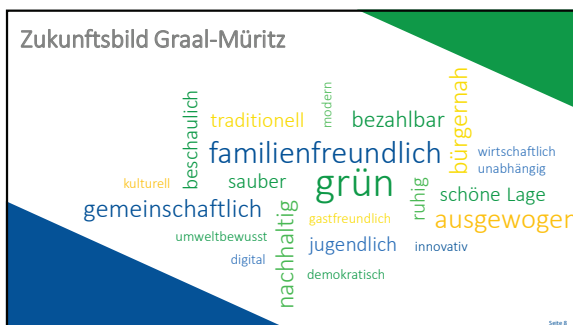 Zukunftsbild Graal-Müritz
modern
beschaulich
traditionell
bezahlbar
bürgernah
familienfreundlich
wirtschaftlich
unabhängig
kulturell
sauber
grün
ruhig
schöne Lage
gemeinschaftlich
nachhaltig
gastfreundlich
ausgewogen
umweltbewusst
jugendlich
innovativ
digital
demokratisch
Seite 8